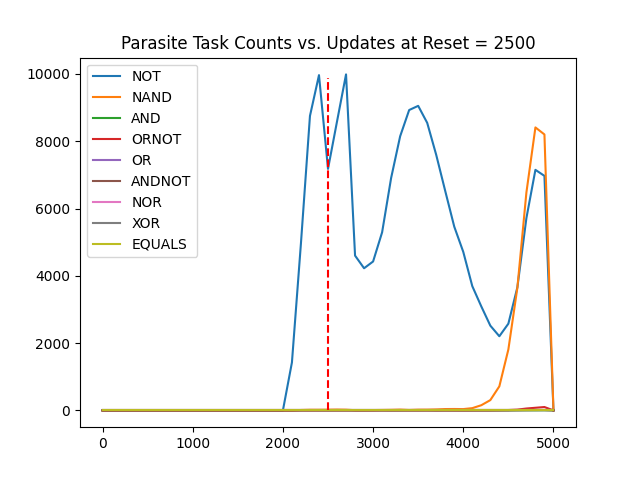 Parasite Task Counts vs. Updates at Reset = 2500
10000
8000
6000
4000
2000
0
NOT
NAND
AND
ORNOT
OR
ANDNOT
NOR
XOR
EQUALS
0 1000 2000 3000 4000 5000